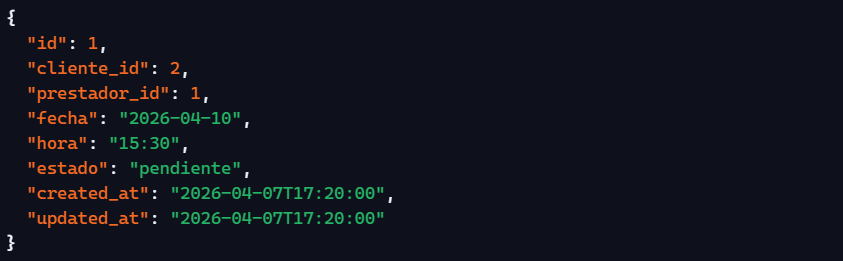 {
  "id": 1,
  "cliente_id": 2,
  "prestador_id": 1,
  "fecha": "2026-04-10",
  "hora": "15:30",
  "estado": "pendiente",
  "created_at": "2026-04-07T17:20:00",
  "updated_at": "2026-04-07T17:20:00"
}